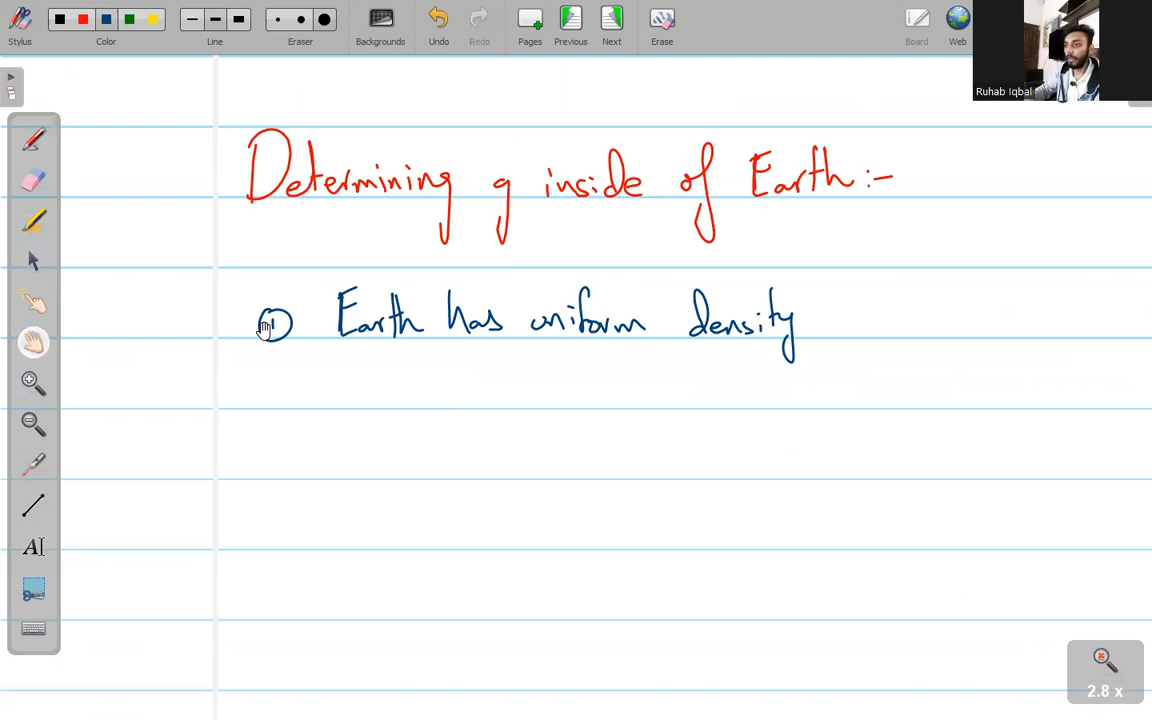 Stylus Color Line Eraser Backgrounds Undo Redo Pages Previous Next Erase Board Web
Ruhab Iqbal
Determining g inside of Earth :-
① Earth has uniform density
A
2.8 x